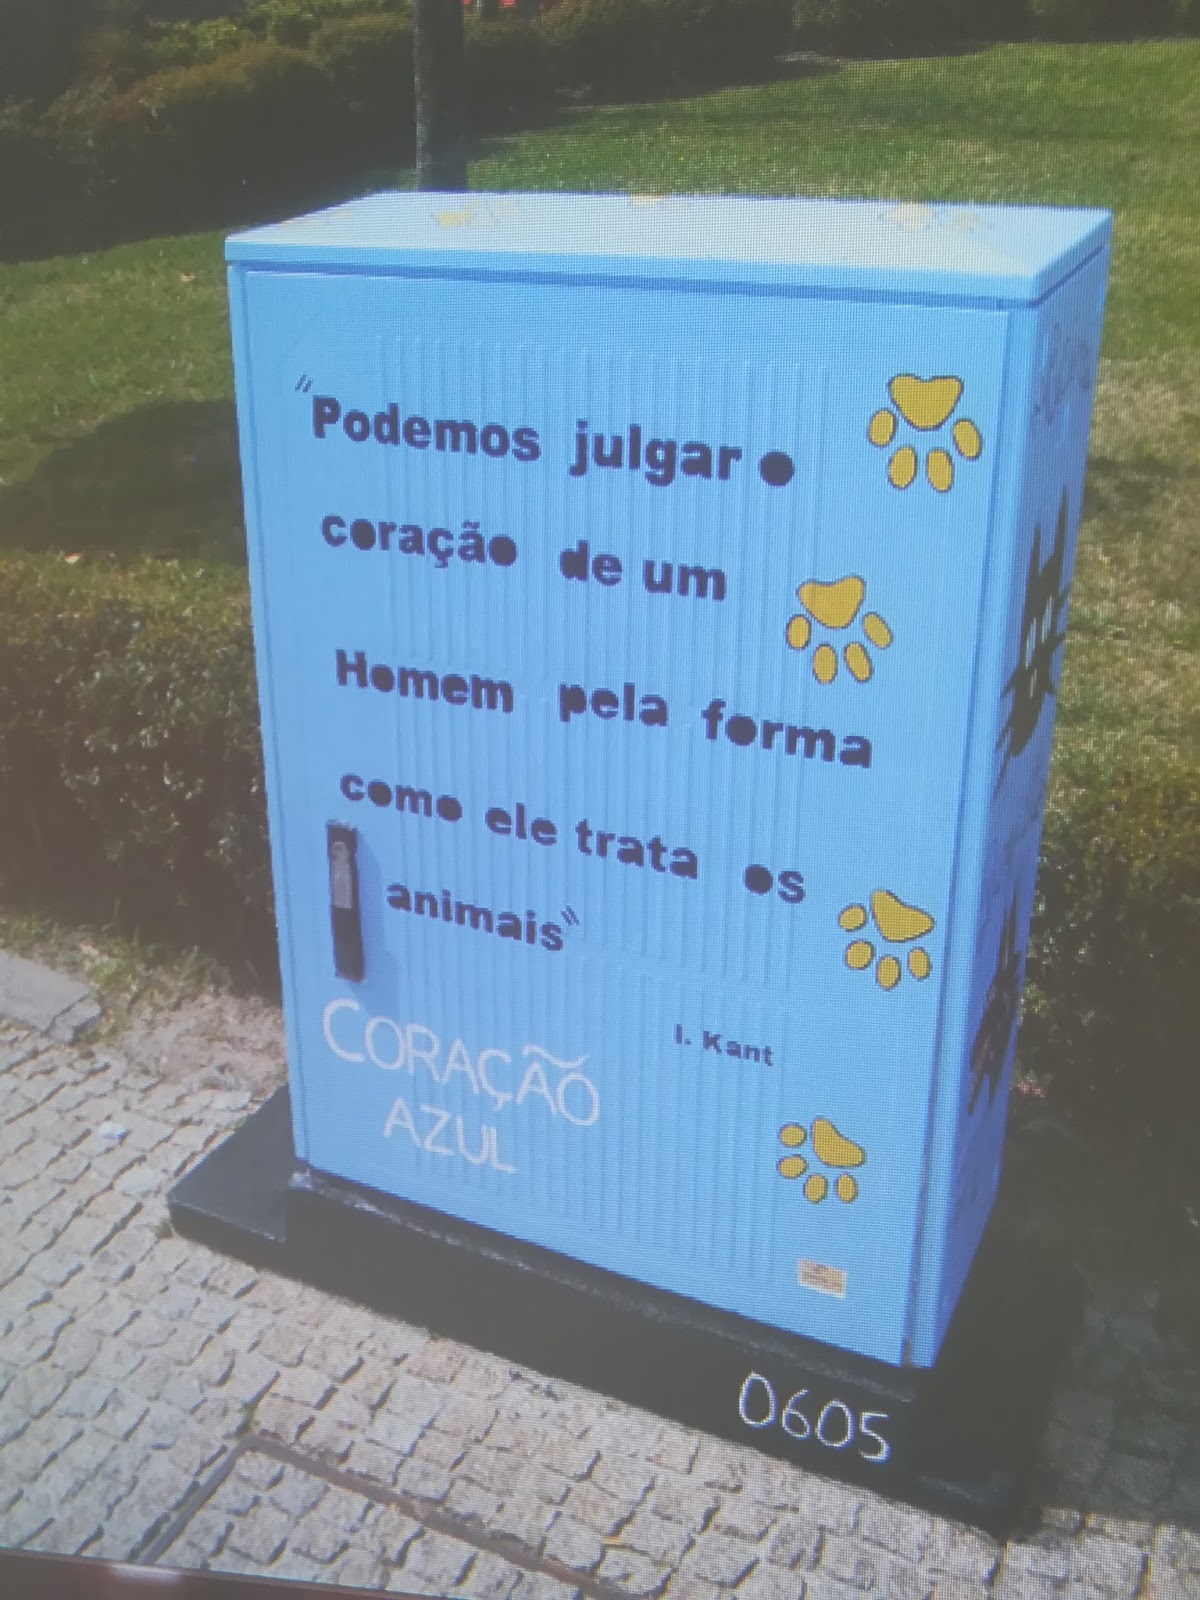 "Podemos julgar o
coração de um
Homem pela forma
como ele trata os
animais"
I. Kant
CORAÇÃO
AZUL
0605